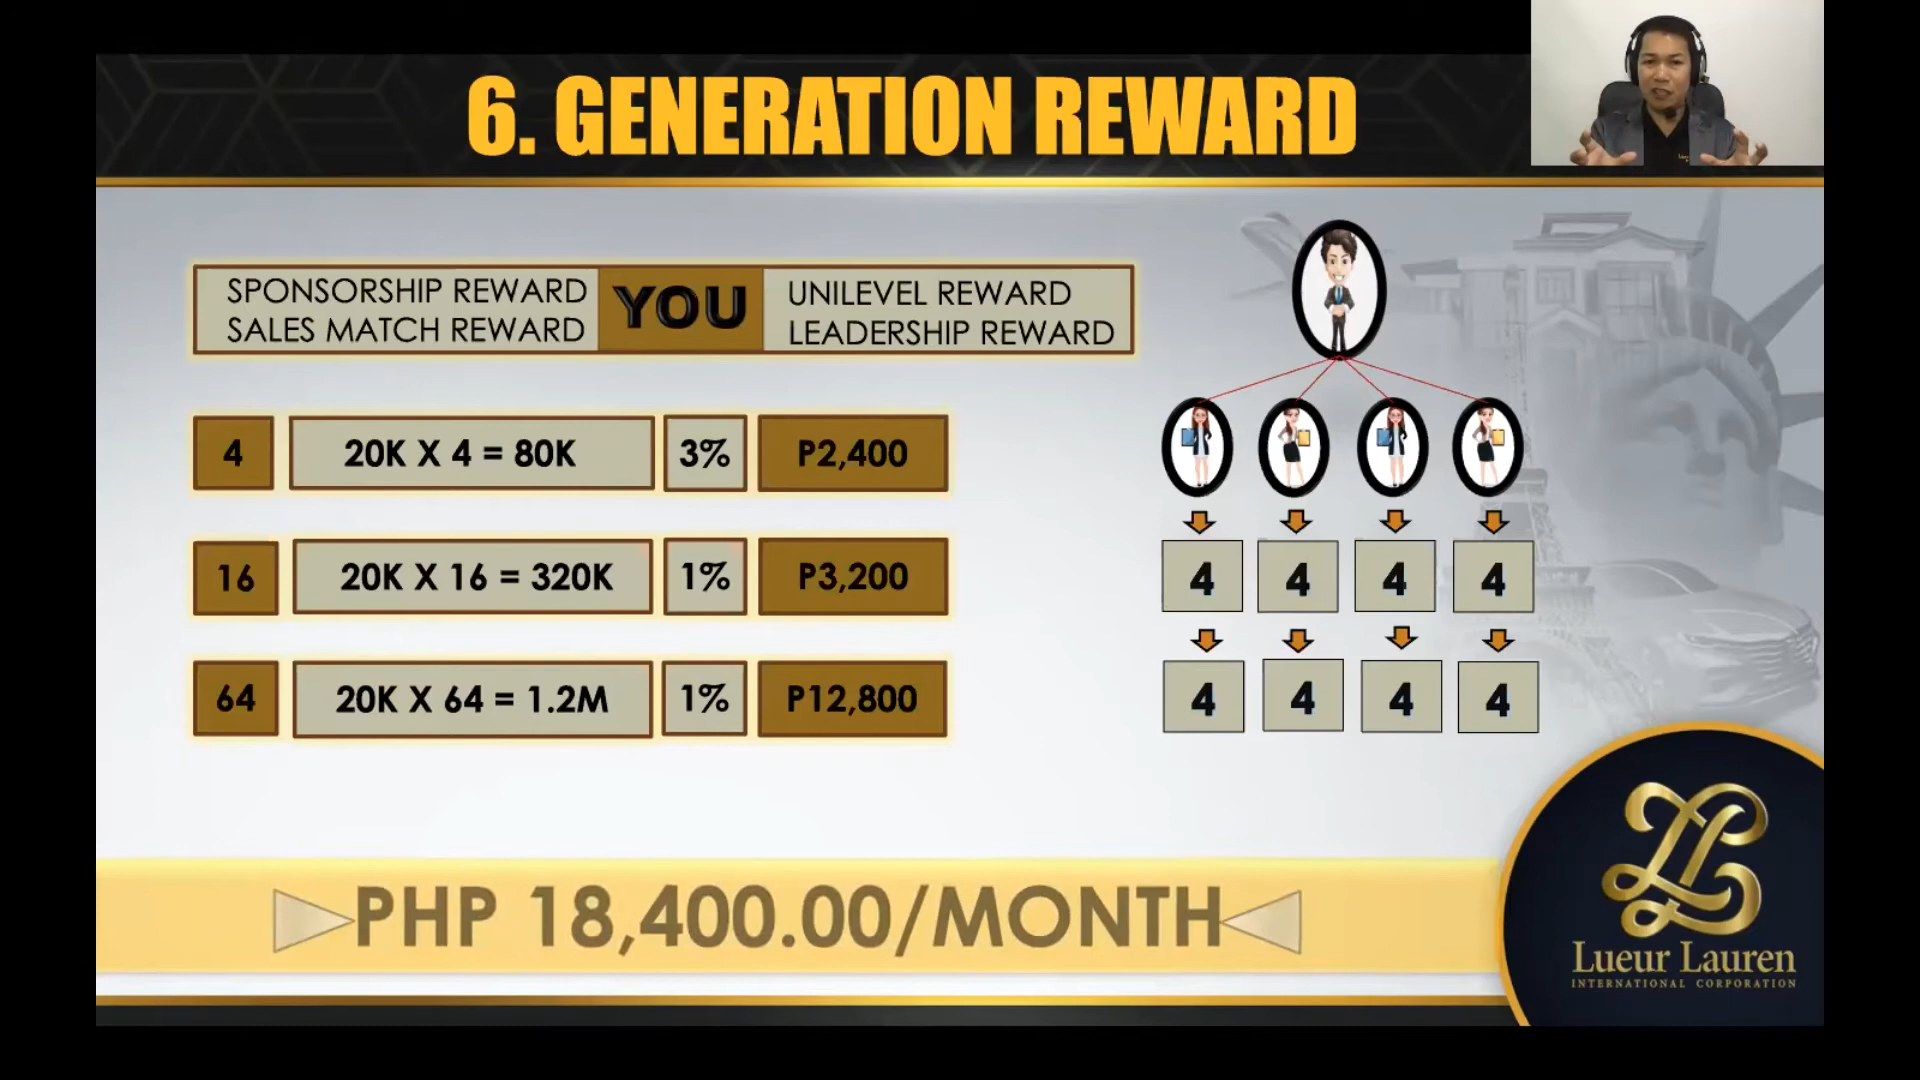 6. GENERATION REWARD
SPONSORSHIP REWARD
SALES MATCH REWARD
YOU
UNILEVEL REWARD
LEADERSHIP REWARD
4
20K X 4 = 80K
3%
P2,400
16
20K X 16 = 320K
1%
P3,200
64
20K X 64 = 1.2M
1%
P12,800
4 4 4 4
4 4 4 4
PHP 18,400.00/MONTH
LL
Lueur Lauren
INTERNATIONAL CORPORATION